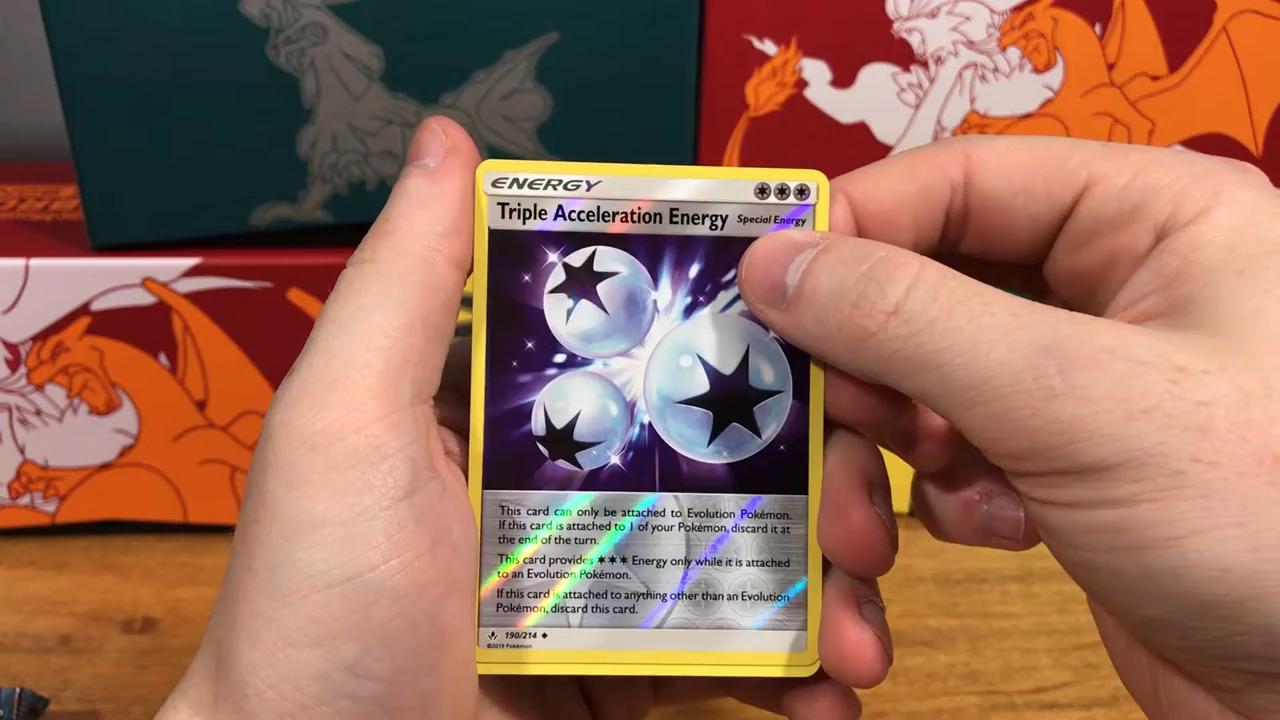 ENERGY
Triple Acceleration Energy Special Energy
This card can only be attached to Evolution Pokémon.
If this card is attached to 1 of your Pokémon, discard it at
the end of the turn.
This card provides ✶✶✶ Energy only while it is attached
to an Evolution Pokémon.
If this card is attached to anything other than an Evolution
Pokémon, discard this card.
190/214 ◆
©2019 Pokémon